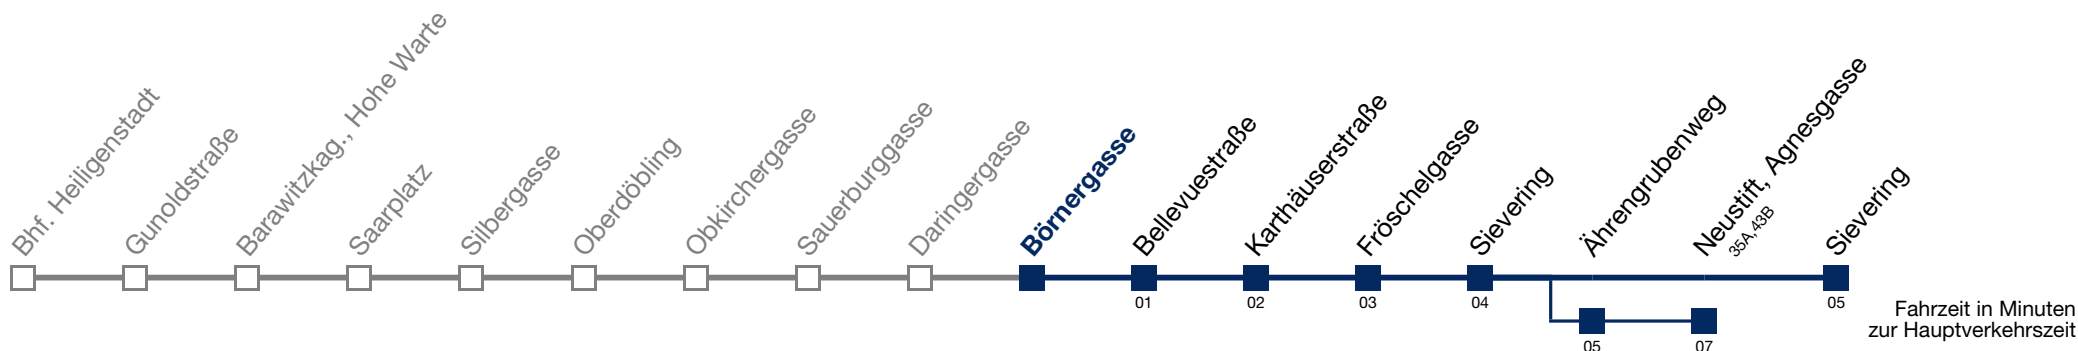 Bhf. Heiligenstadt
Gunoldstraße
Barawitzkag., Hohe Warte
Saarplatz
Silbergasse
Oberdöbling
Obkirchergasse
Sauerburggasse
Daringergasse
Börnergasse
Bellevuestraße
Karthäuserstraße
Fröschelgasse
Sievering
Ährengrubenweg
Neustift, Agnesgasse
35A,43B
Sievering
01
02
03
04
05
05
07
Fahrzeit in Minuten
zur Hauptverkehrszeit